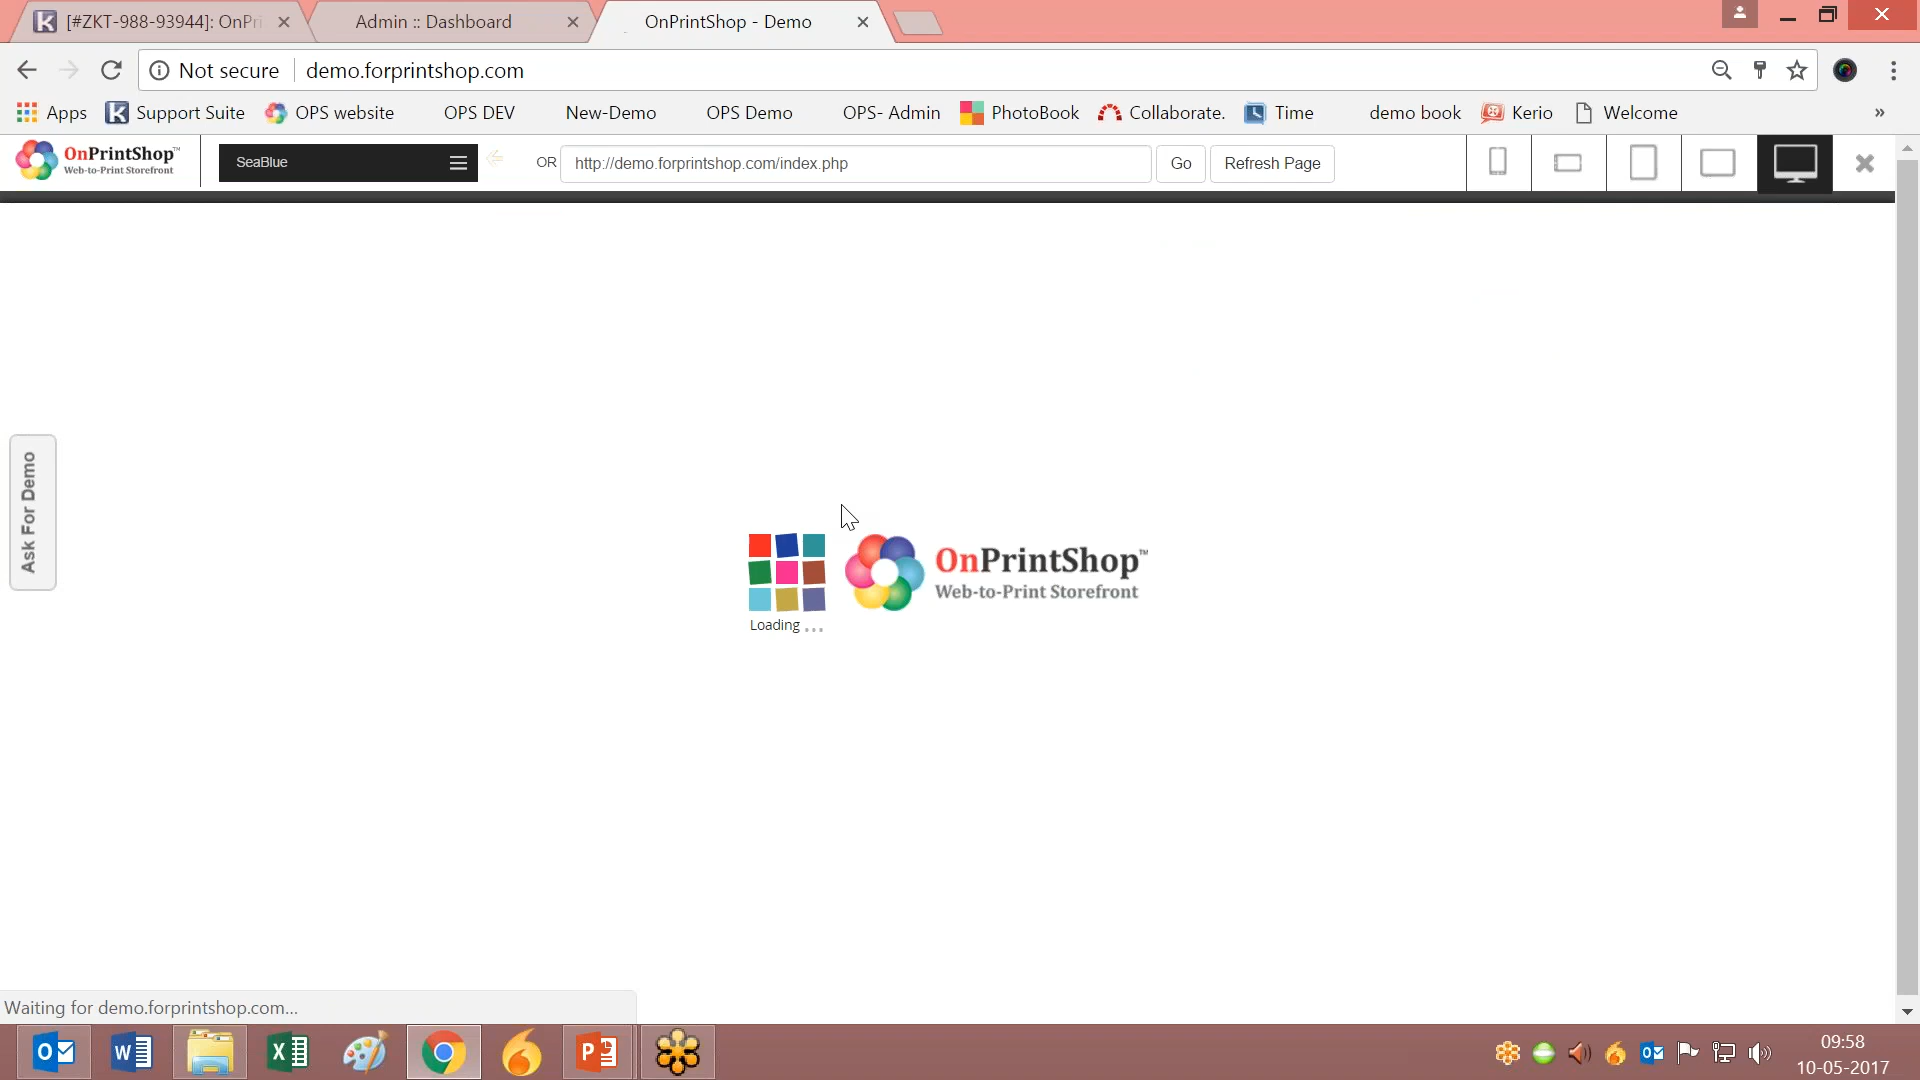 [#ZKT-988-93944]: OnPri
Admin :: Dashboard
OnPrintShop - Demo
Not secure
demo.forprintshop.com
Apps
Support Suite
OPS website
OPS DEV
New-Demo
OPS Demo
OPS- Admin
PhotoBook
Collaborate.
Time
demo book
Kerio
Welcome
»
OnPrintShop™
Web-to-Print Storefront
SeaBlue
OR
http://demo.forprintshop.com/index.php
Go
Refresh Page
Ask For Demo
OnPrintShop™
Web-to-Print Storefront
Loading ...
Waiting for demo.forprintshop.com...
09:58
10-05-2017